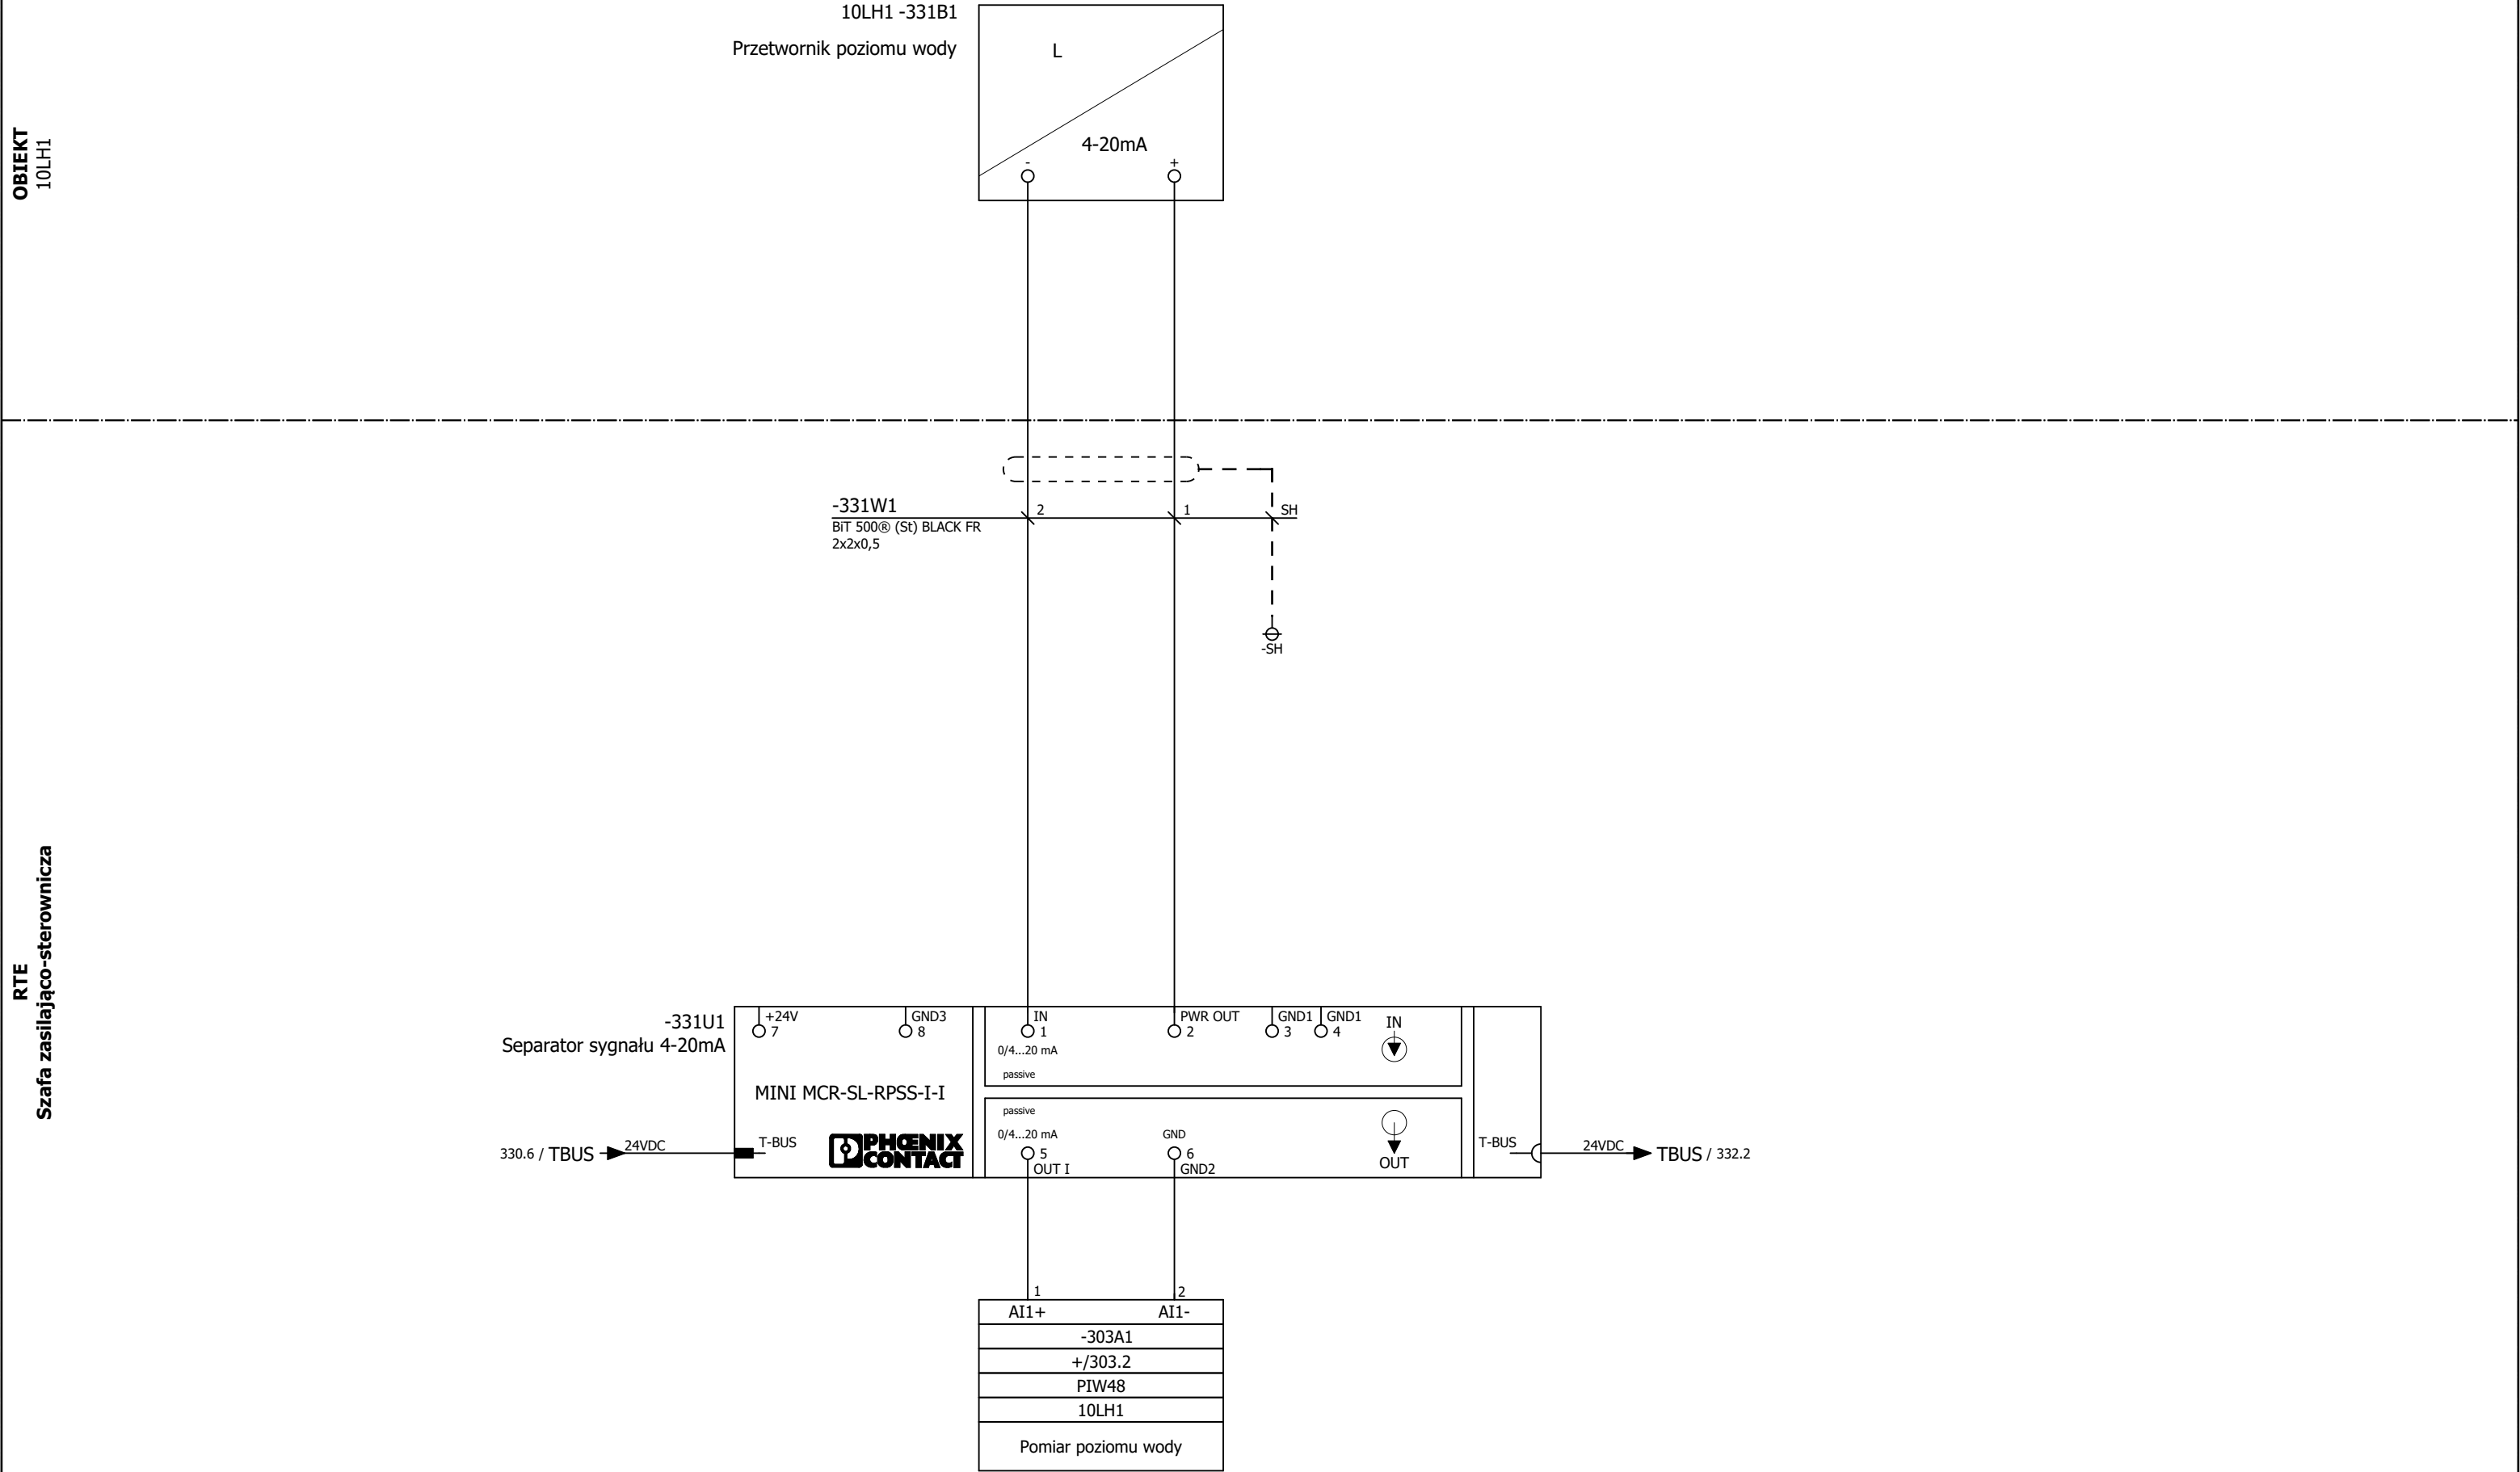 10LH1 -331B1
Przetwornik poziomu wody
L
4-20mA
- +
OBIEKT
10LH1
-331W1
BiT 500® (St) BLACK FR
2x2x0,5
2 1 SH
-SH
RTE
Szafa zasilająco-sterownicza
-331U1
Separator sygnału 4-20mA
+24V
7
GND3
8
IN
1
0/4...20 mA
passive
PWR OUT
2
GND1
3
GND1
4
IN
MINI MCR-SL-RPSS-I-I
passive
0/4...20 mA
5
OUT I
GND
6
GND2
OUT
330.6 / TBUS
24VDC
T-BUS
PHŒNIX
CONTACT
T-BUS
24VDC
TBUS / 332.2
1 2
AI1+ AI1-
-303A1
+/303.2
PIW48
10LH1
Pomiar poziomu wody